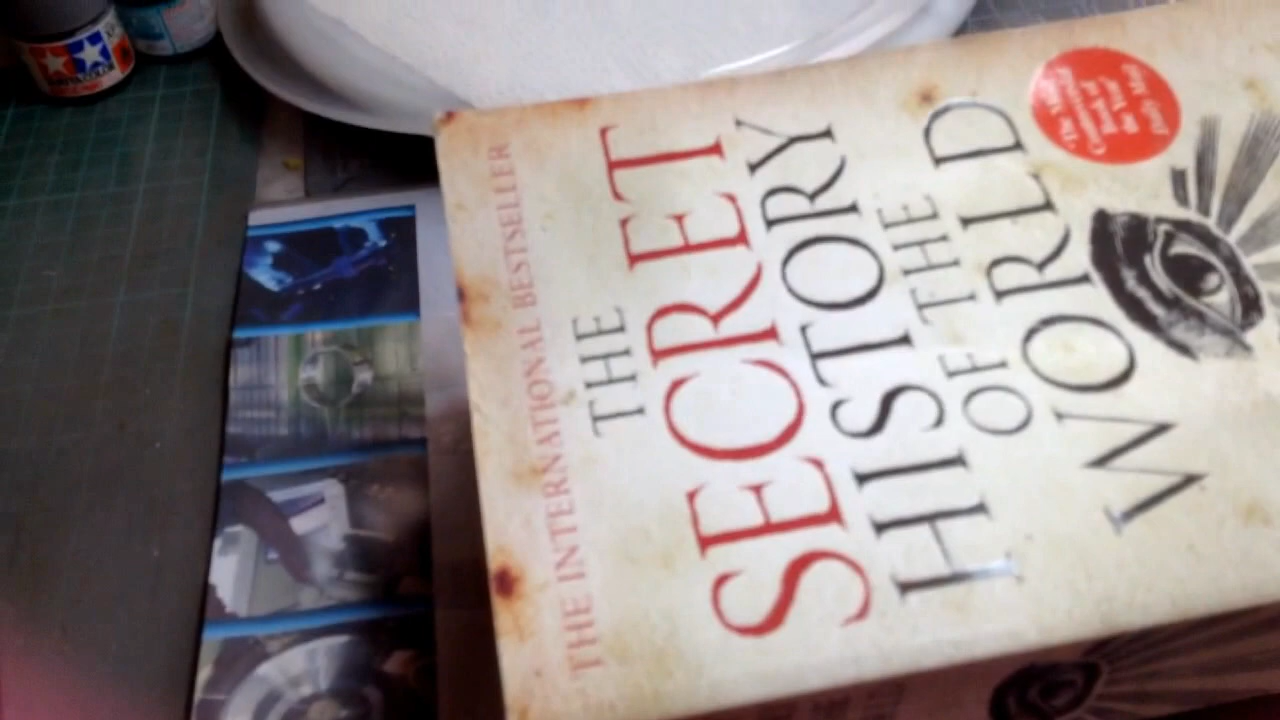 THE INTERNATIONAL BESTSELLER
THE
SECRET
HISTORY
OF THE
WORLD